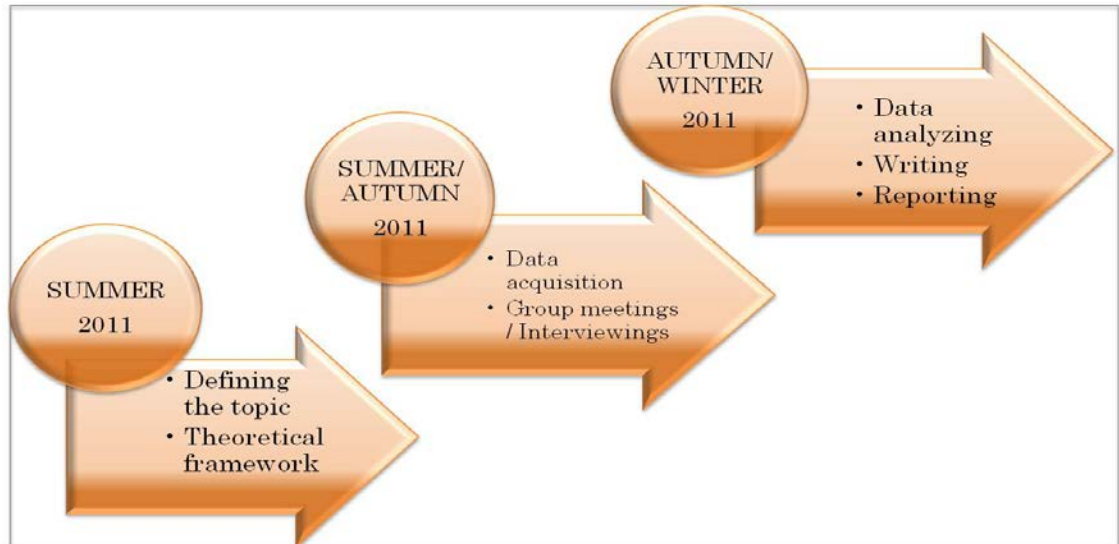 SUMMER
2011
• Defining
the topic
• Theoretical
framework
SUMMER/
AUTUMN
2011
• Data
acquisition
• Group meetings
/ Interviewings
AUTUMN/
WINTER
2011
• Data
analyzing
• Writing
• Reporting